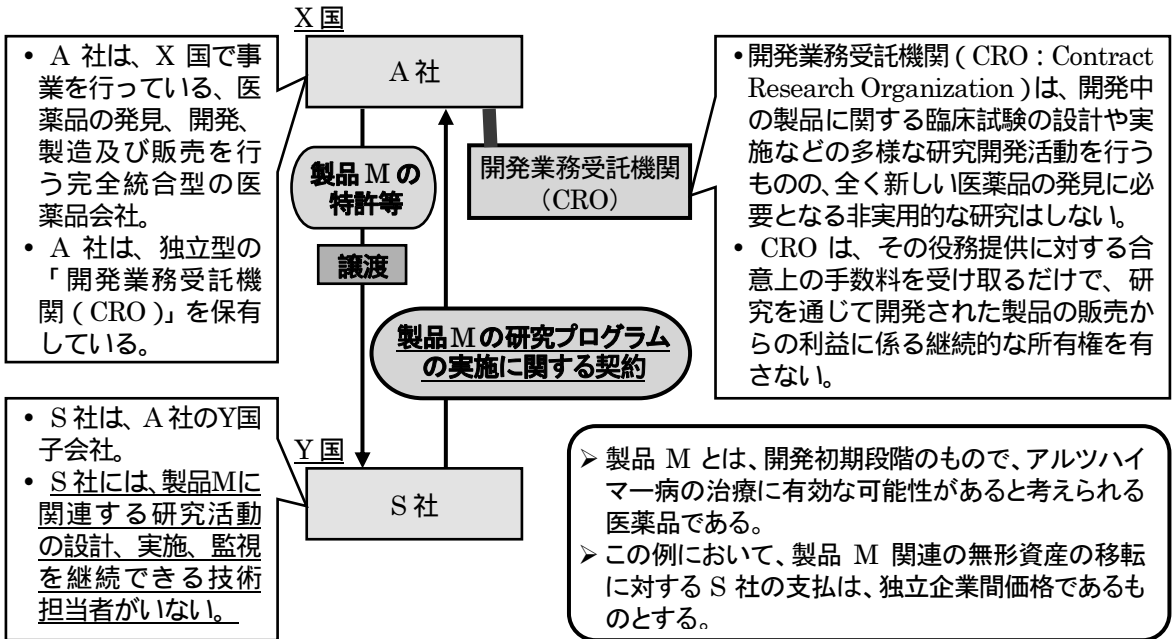 X 国
• A 社は、X 国で事
業を行っている、医
薬品の発見、開発、
製造及び販売を行
う完全統合型の医
薬品会社。
• A 社は、独立型の
「開発業務受託機
関（CRO）」を保有
している。
A 社
製品 M の
特許等
譲渡
開発業務受託機関
（CRO）
•開発業務受託機関（CRO：Contract
Research Organization）は、開発中
の製品に関する臨床試験の設計や実
施などの多様な研究開発活動を行う
ものの、全く新しい医薬品の発見に必
要となる非実用的な研究はしない。
• CRO は、その役務提供に対する合
意上の手数料を受け取るだけで、研
究を通じて開発された製品の販売か
らの利益に係る継続的な所有権を有
さない。
製品Mの研究プログラム
の実施に関する契約
• S 社は、A 社のY国
子会社。
• S 社には、製品Mに
関連する研究活動
の設計、実施、監視
を継続できる技術
担当者がいない。
Y 国
S 社
➢ 製品 M とは、開発初期段階のもので、アルツハイ
マー病の治療に有効な可能性があると考えられる
医薬品である。
➢ この例において、製品 M 関連の無形資産の移転
に対する S 社の支払は、独立企業間価格であるも
のとする。